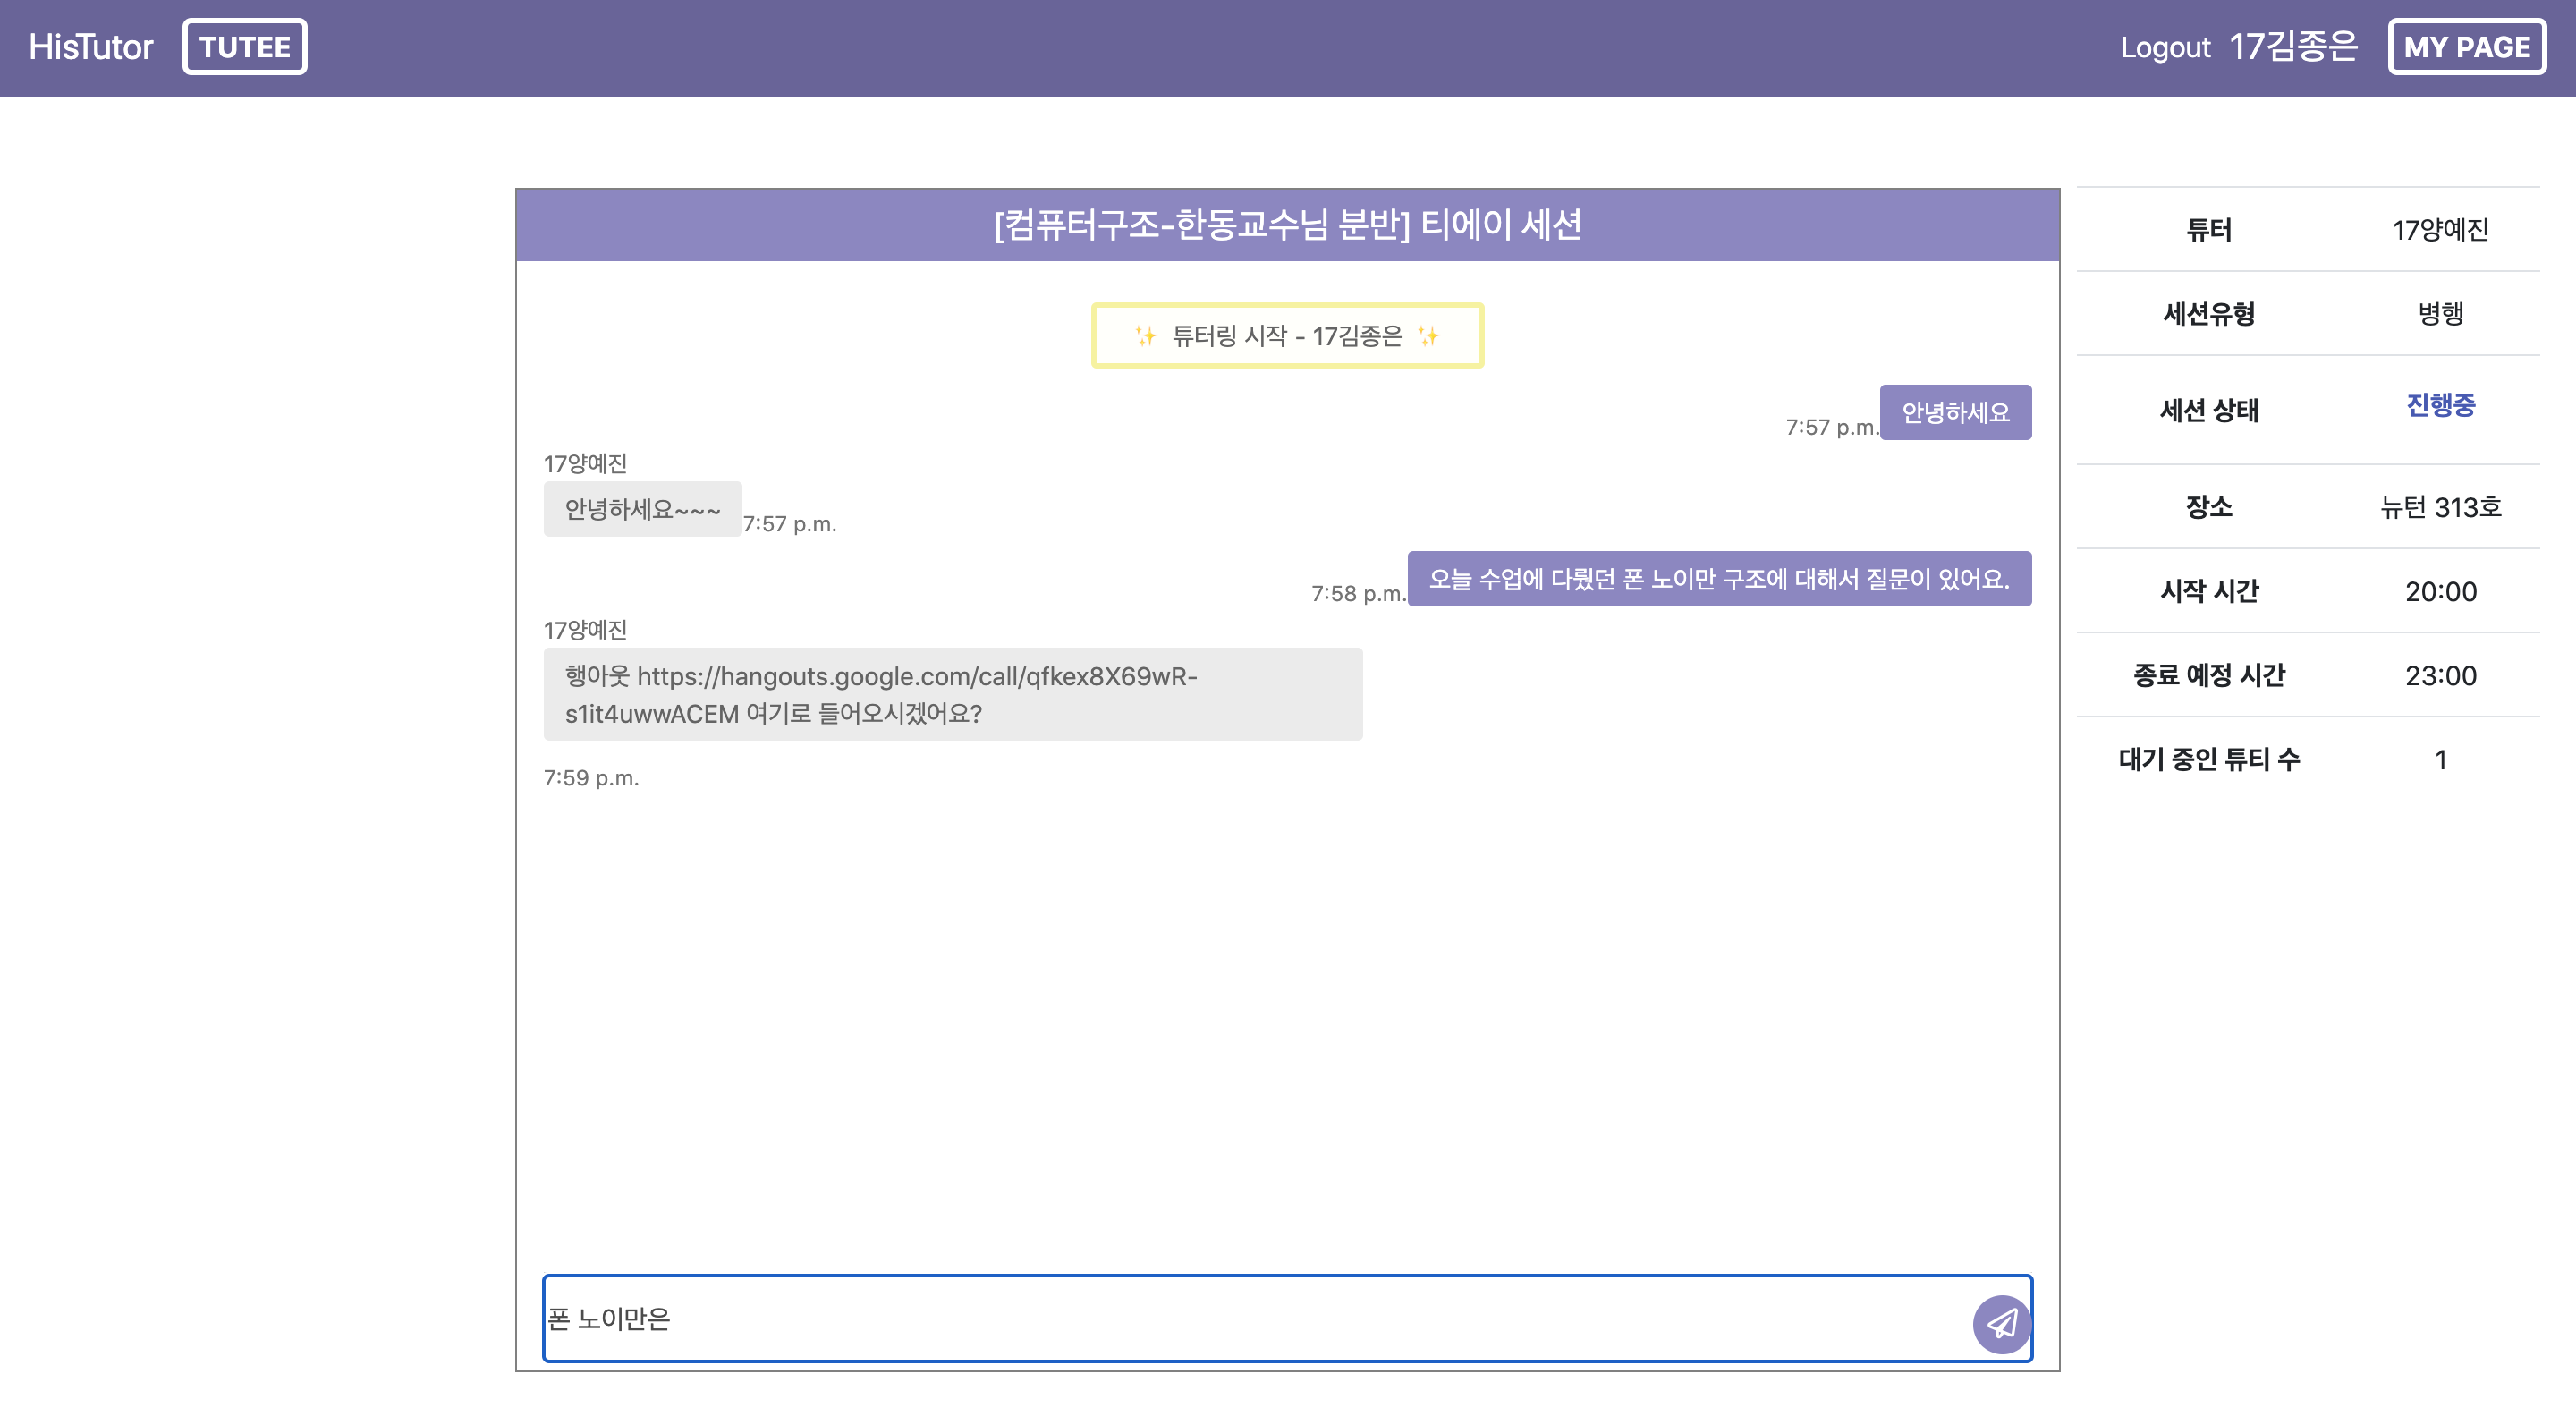 HisTutor TUTEE Logout 17김종은 MY PAGE
[컴퓨터구조-한동교수님 분반] 티에이 세션
✨ 튜터링 시작 - 17김종은 ✨
7:57 p.m. 안녕하세요
17양예진
안녕하세요~~~ 7:57 p.m.
7:58 p.m. 오늘 수업에 다뤘던 폰 노이만 구조에 대해서 질문이 있어요.
17양예진
행아웃 https://hangouts.google.com/call/qfkex8X69wR-
s1it4uwwACEM 여기로 들어오시겠어요?
7:59 p.m.
폰 노이만은
튜터 17양예진
세션유형 병행
세션 상태 진행중
장소 뉴턴 313호
시작 시간 20:00
종료 예정 시간 23:00
대기 중인 튜티 수 1